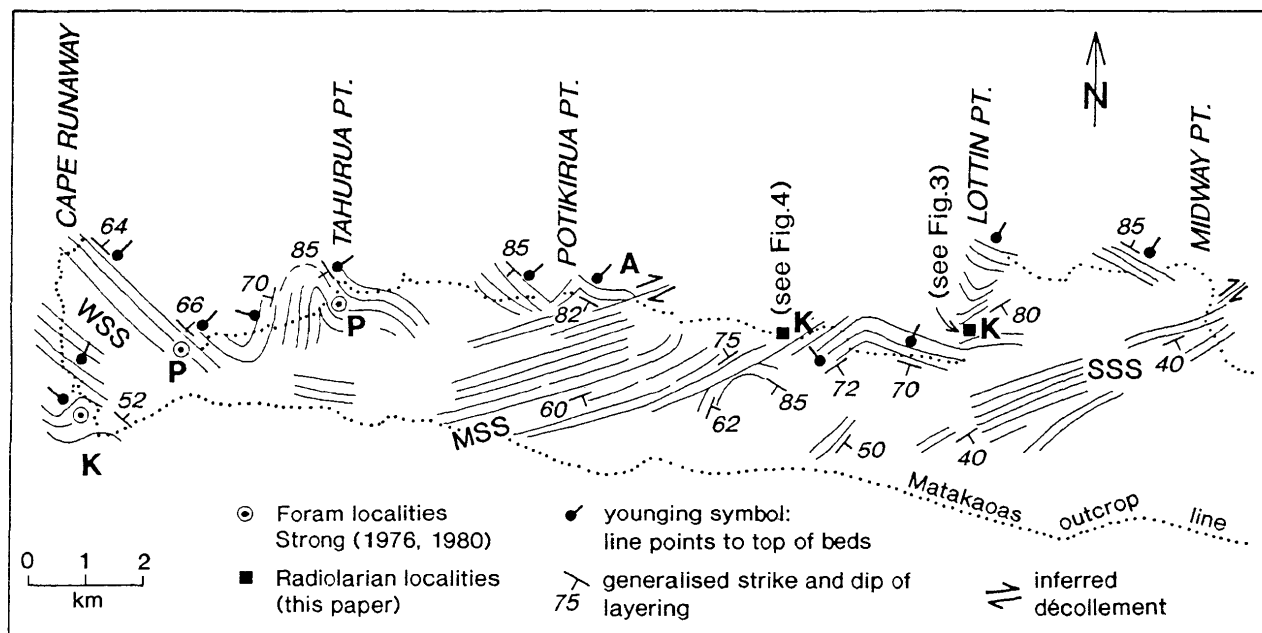 CAPE RUNAWAY
TAHURUA PT.
POTIKIRUA PT.
(see Fig.4)
(see Fig.3)
LOTTIN PT.
N
MIDWAY PT.
64
85
85
A
85
70
82
80
66
WSS
P
P
K
K
75
SSS
40
52
60
MSS
62
85
72
70
K
50
40
Matakaoas outcrop line
Foram localities
Strong (1976, 1980)
Radiolarian localities
(this paper)
younging symbol:
line points to top of beds
75 generalised strike and dip of
layering
inferred
décollement
0 1 2
km